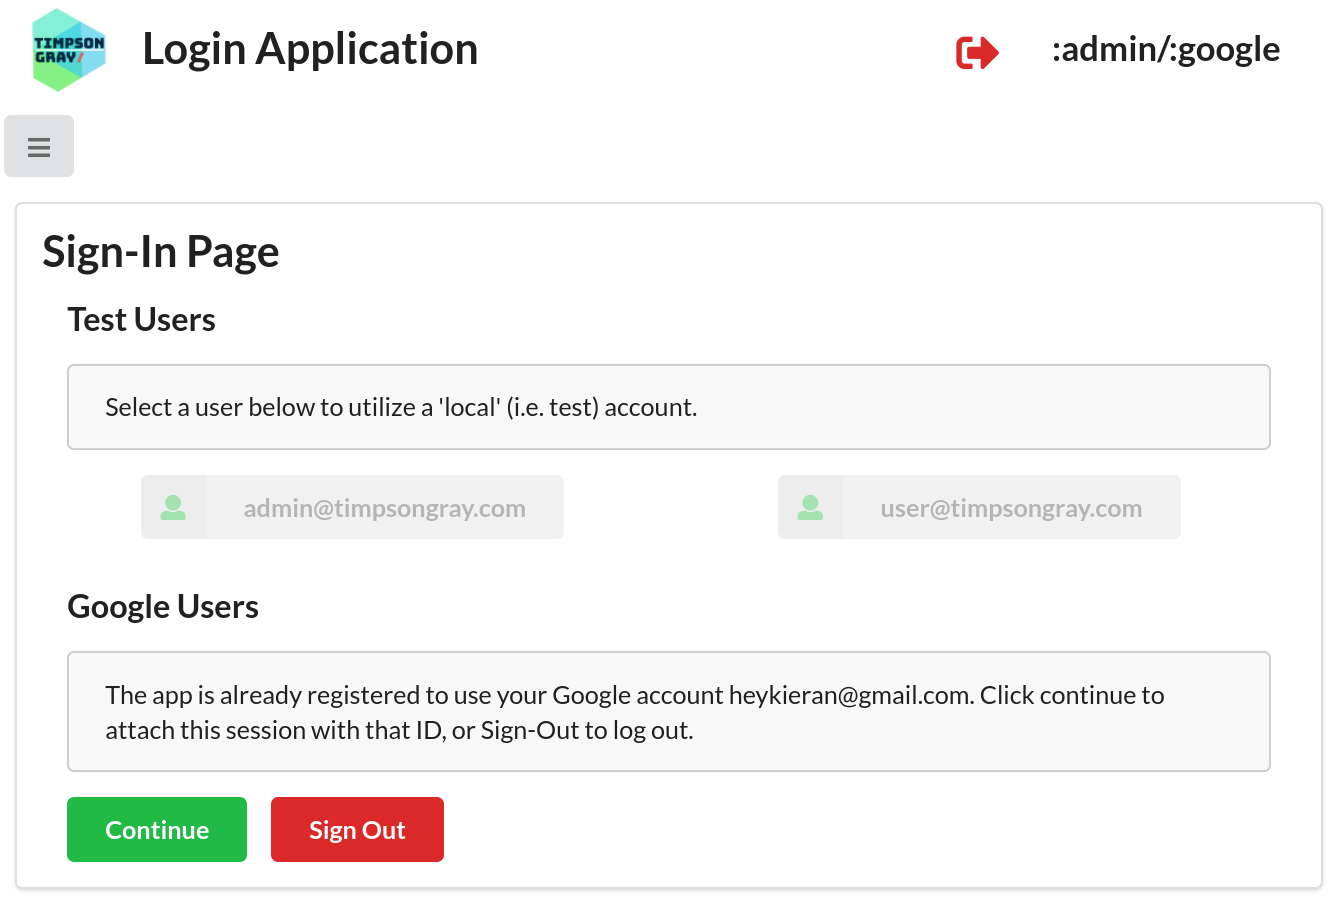 TIMPSON
GRAY/
Login Application
:admin/:google
Sign-In Page
Test Users
Select a user below to utilize a 'local' (i.e. test) account.
admin@timpsongray.com
user@timpsongray.com
Google Users
The app is already registered to use your Google account heykieran@gmail.com. Click continue to
attach this session with that ID, or Sign-Out to log out.
Continue
Sign Out